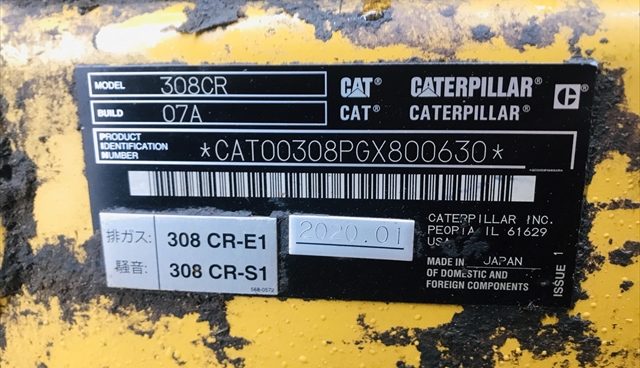 MODEL 308CR CAT® CATERPILLAR®
BUILD 07A CAT® CATERPILLAR®
PRODUCT IDENTIFICATION NUMBER *CAT00308PGX800630*
排ガス: 308 CR-E1
騒音: 308 CR-S1
568-0572
2020.01
CATERPILLAR INC.
PEORIA IL 61629
USA
MADE IN JAPAN
OF DOMESTIC AND
FOREIGN COMPONENTS
ISSUE 1